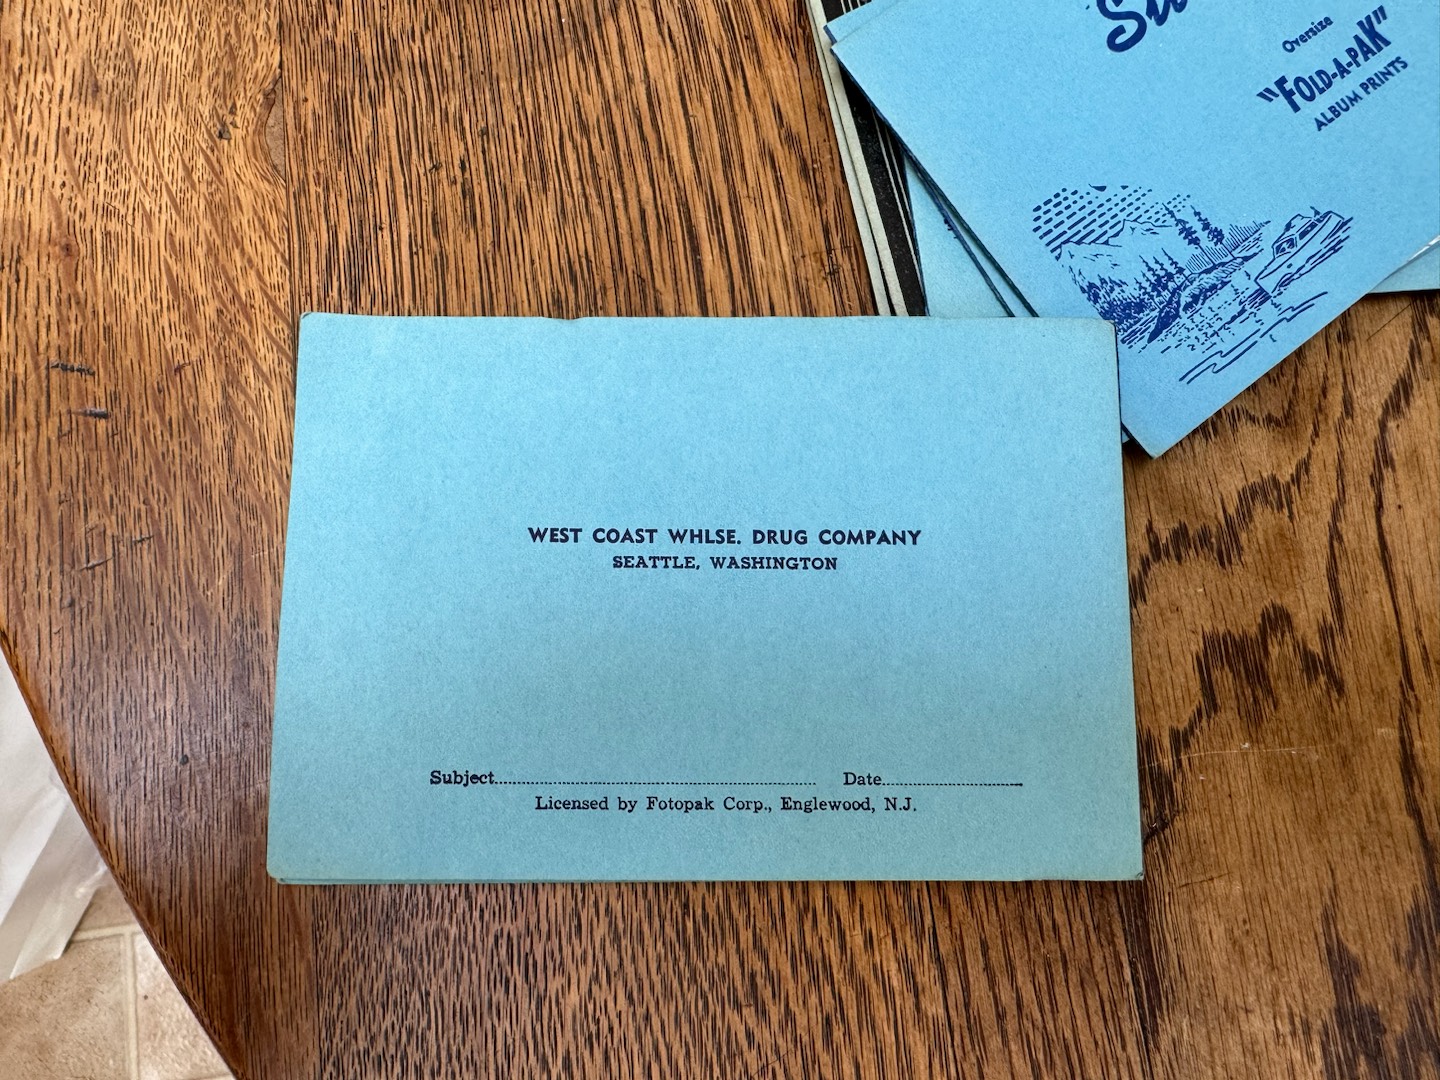 Oversize
"FOLD-A-PAK"
ALBUM PRINTS
WEST COAST WHLSE. DRUG COMPANY
SEATTLE, WASHINGTON
Subject........................ Date............
Licensed by Fotopak Corp., Englewood, N.J.